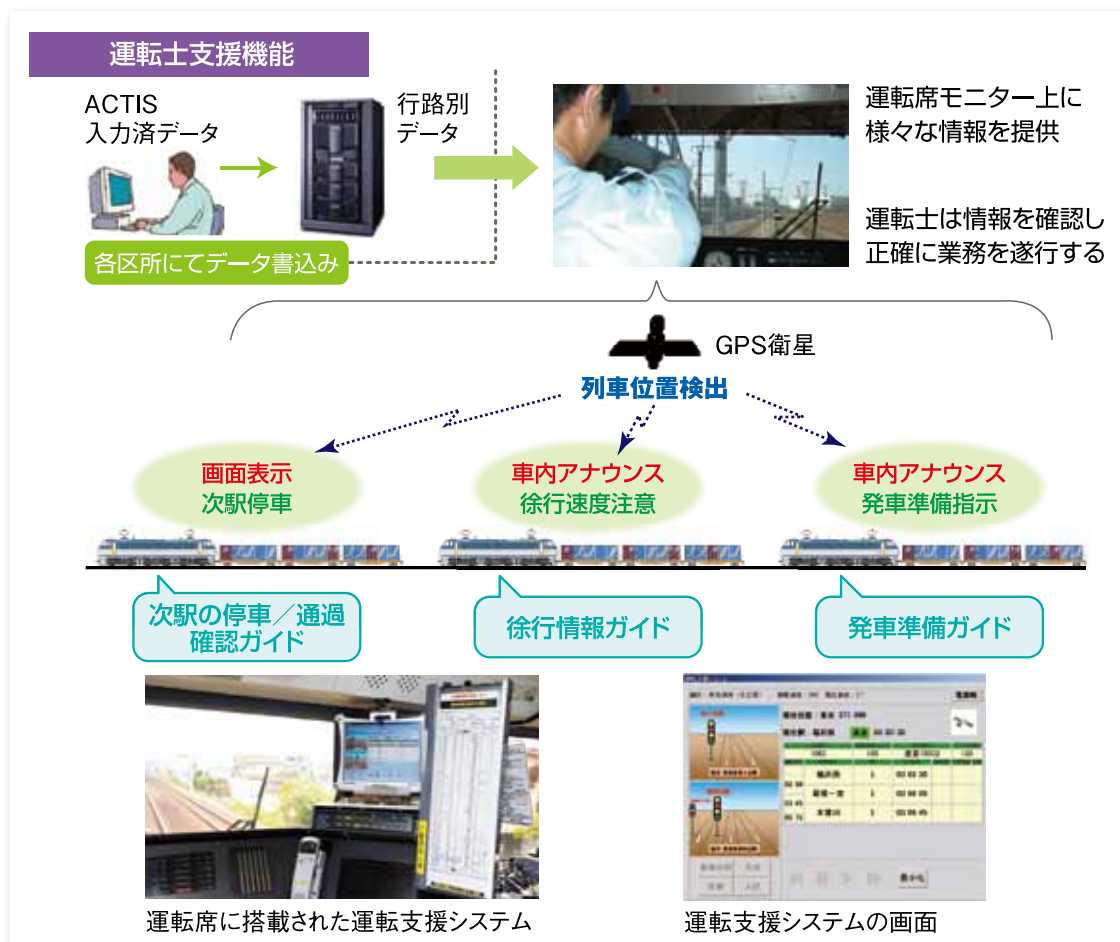 運転士支援機能
ACTIS
入力済データ
行路別
データ
各区所にてデータ書込み
運転席モニター上に
様々な情報を提供
運転士は情報を確認し
正確に業務を遂行する
GPS衛星
列車位置検出
画面表示
次駅停車
車内アナウンス
徐行速度注意
車内アナウンス
発車準備指示
次駅の停車／通過
確認ガイド
徐行情報ガイド
発車準備ガイド
最小化
運転席に搭載された運転支援システム
運転支援システムの画面